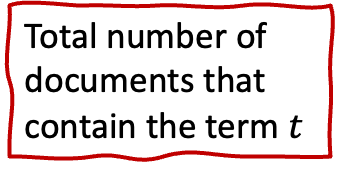 Total number of
documents that
contain the term t